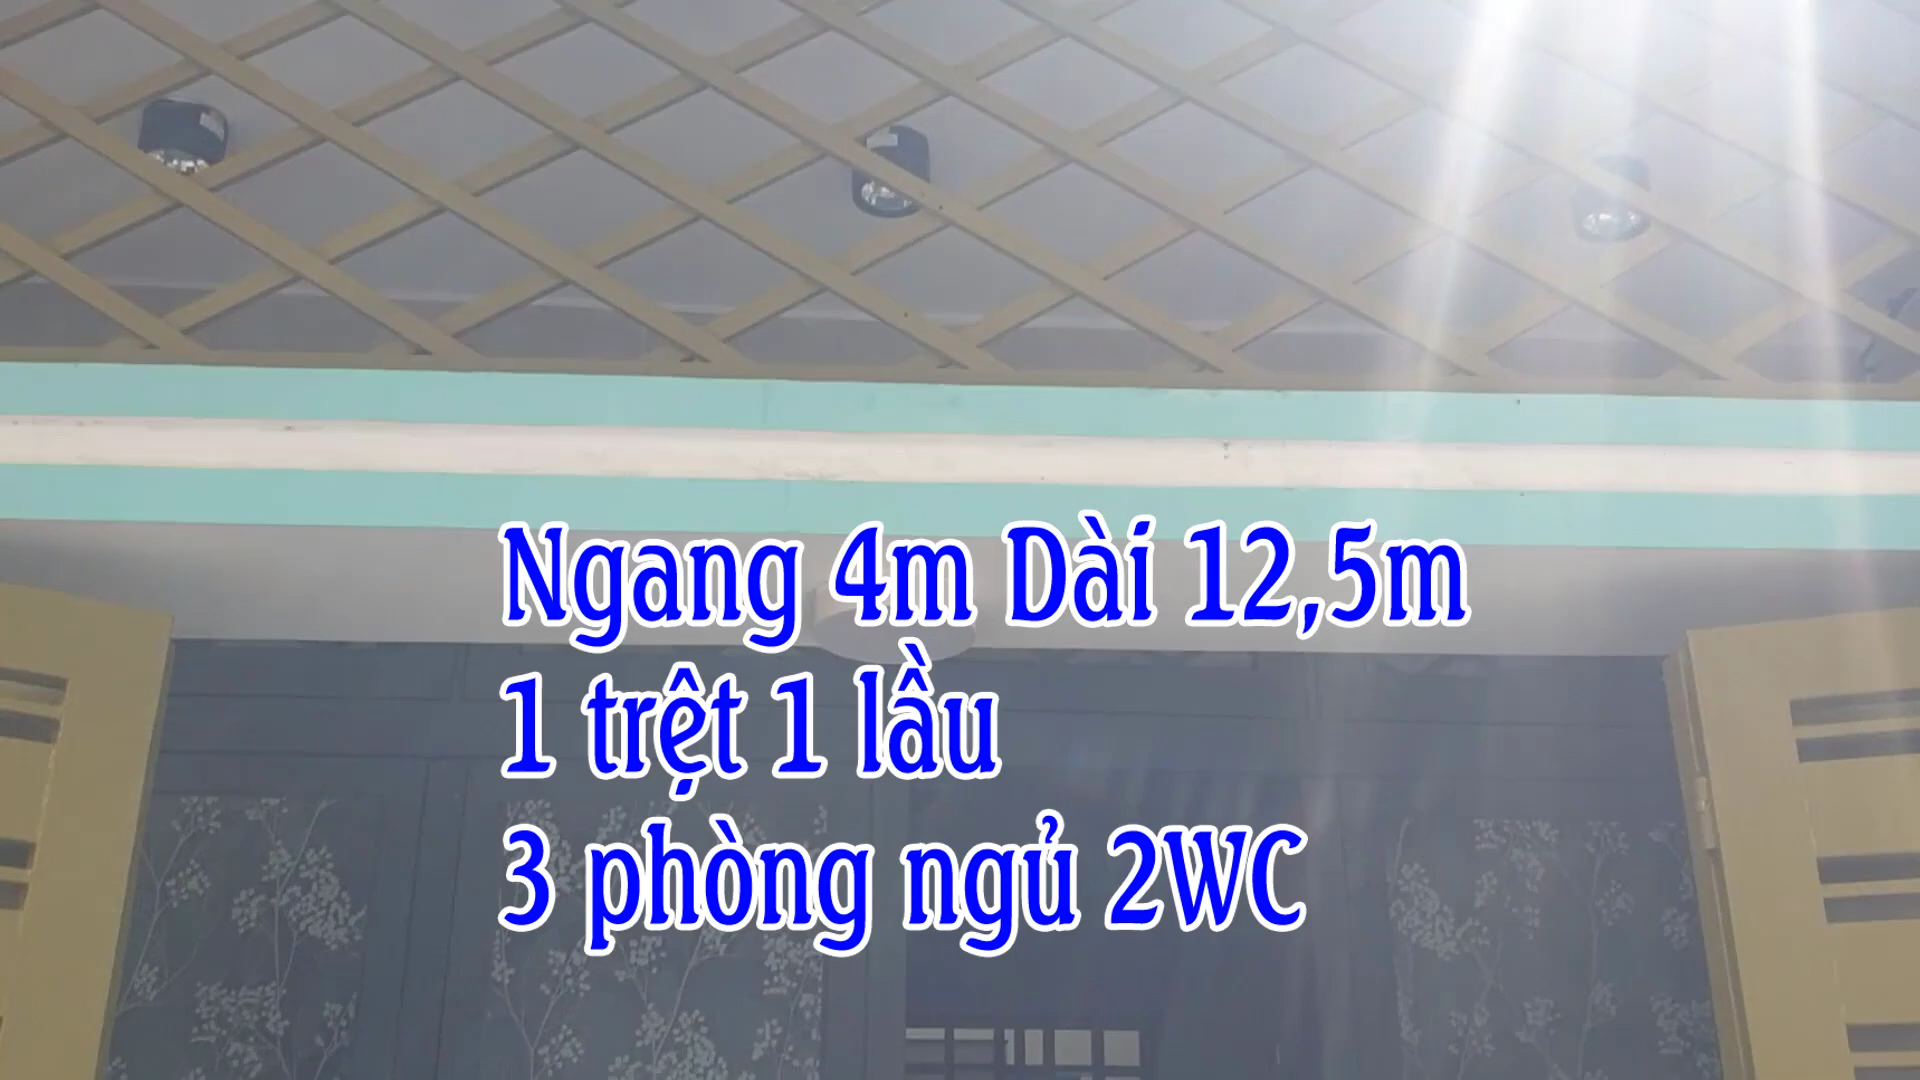 Ngang 4m Dài 12,5m
1 trệt 1 lầu
3 phòng ngủ 2WC